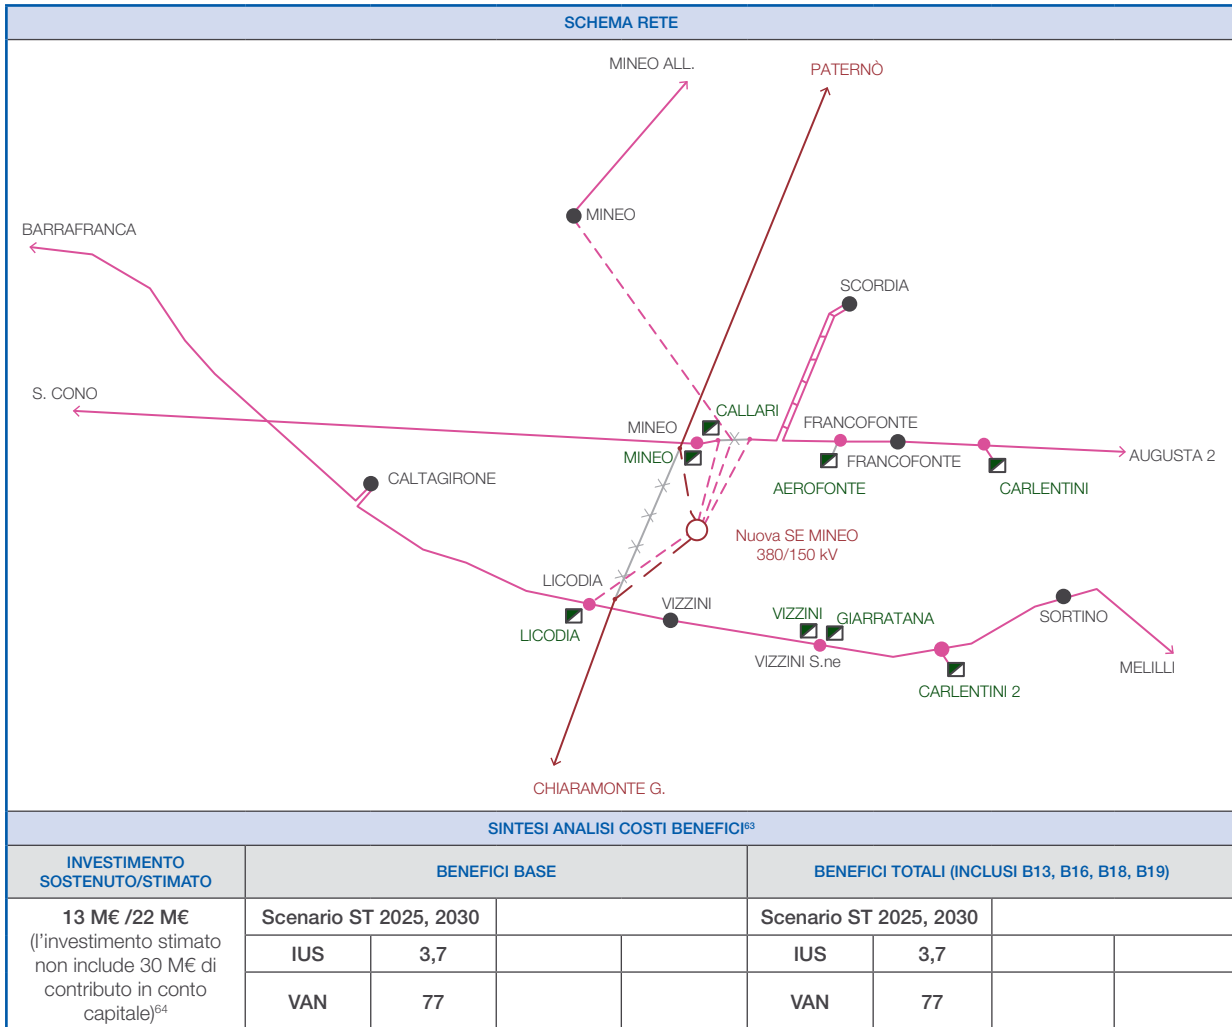 SCHEMA RETE
MINEO ALL.
PATERNÒ
MINEO
BARRAFRANCA
SCORDIA
S. CONO
CALLARI
MINEO
FRANCOFONTE
MINEO
FRANCOFONTE
AUGUSTA 2
CALTAGIRONE
AEROFONTE
CARLENTINI
Nuova SE MINEO
380/150 kV
LICODIA
VIZZINI
VIZZINI
GIARRATANA
SORTINO
LICODIA
VIZZINI S.ne
MELILLI
CARLENTINI 2
CHIARAMONTE G.
SINTESI ANALISI COSTI BENEFICI63
INVESTIMENTO
SOSTENUTO/STIMATO
BENEFICI BASE
BENEFICI TOTALI (INCLUSI B13, B16, B18, B19)
13 M€ /22 M€
(l'investimento stimato
non include 30 M€ di
contributo in conto
capitale)64
Scenario ST 2025, 2030
Scenario ST 2025, 2030
IUS 3,7
IUS 3,7
VAN 77
VAN 77